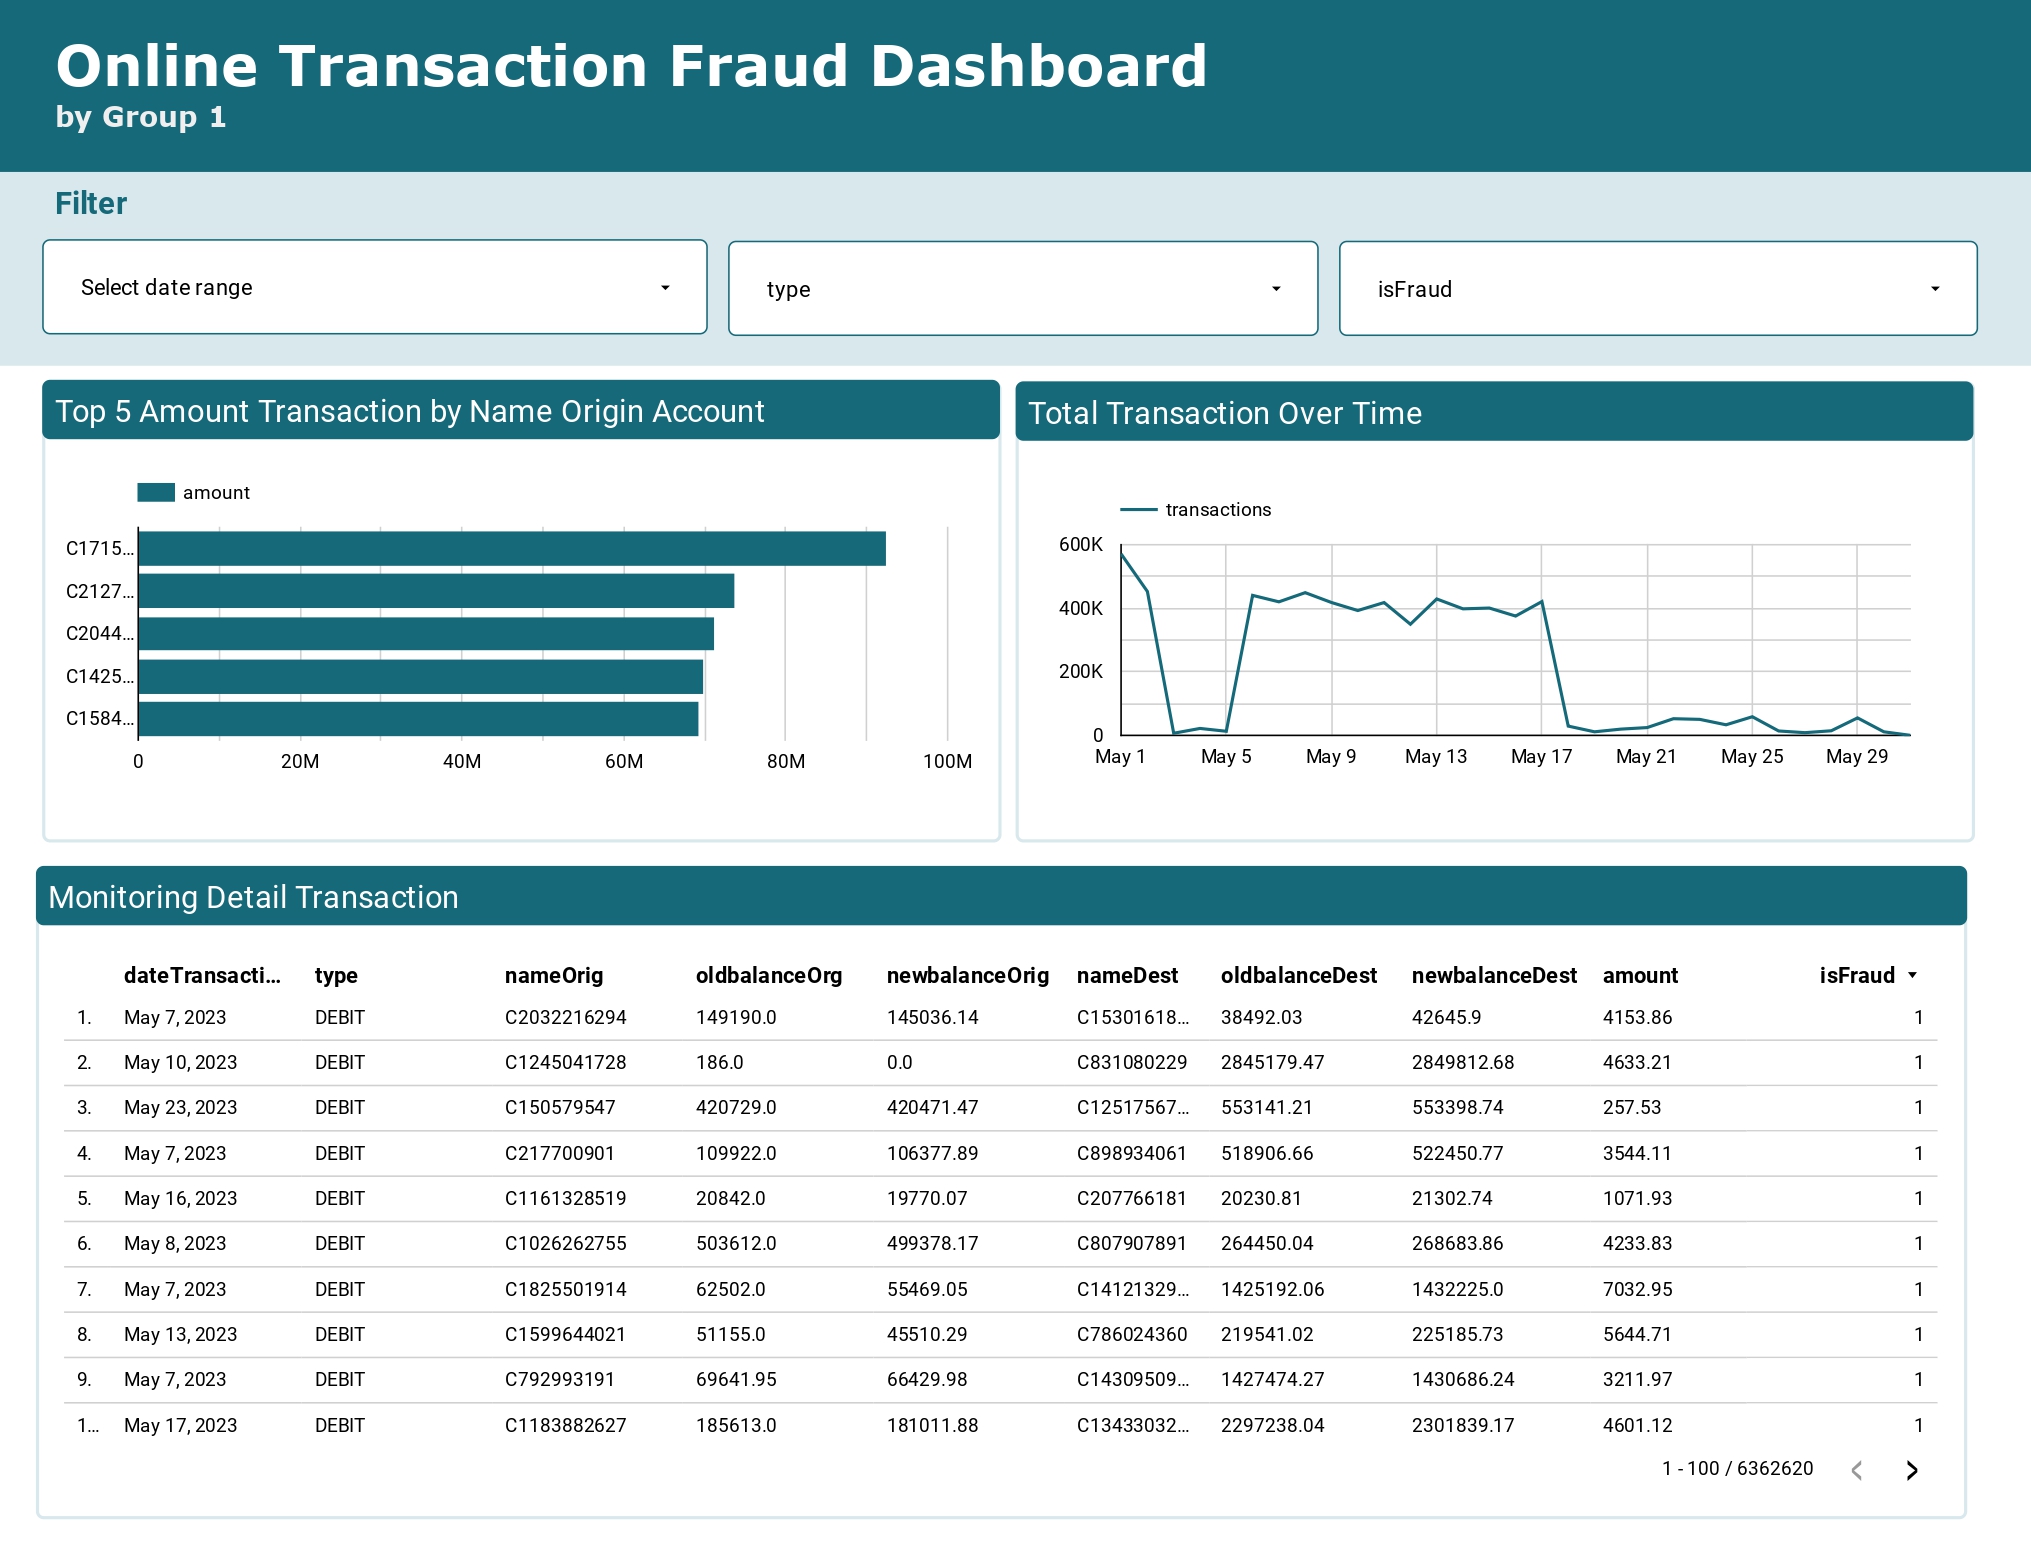 Online Transaction Fraud Dashboard
by Group 1
Filter
Select date range
type
isFraud
Top 5 Amount Transaction by Name Origin Account
amount
C1715...
C2127...
C2044...
C1425...
C1584...
0 20M 40M 60M 80M 100M
Total Transaction Over Time
transactions
600K
400K
200K
0
May 1 May 5 May 9 May 13 May 17 May 21 May 25 May 29
Monitoring Detail Transaction
dateTransacti... type nameOrig oldbalanceOrg newbalanceOrig nameDest oldbalanceDest newbalanceDest amount isFraud
1. May 7, 2023 DEBIT C2032216294 149190.0 145036.14 C15301618... 38492.03 42645.9 4153.86 1
2. May 10, 2023 DEBIT C1245041728 186.0 0.0 C831080229 2845179.47 2849812.68 4633.21 1
3. May 23, 2023 DEBIT C150579547 420729.0 420471.47 C12517567... 553141.21 553398.74 257.53 1
4. May 7, 2023 DEBIT C217700901 109922.0 106377.89 C898934061 518906.66 522450.77 3544.11 1
5. May 16, 2023 DEBIT C1161328519 20842.0 19770.07 C207766181 20230.81 21302.74 1071.93 1
6. May 8, 2023 DEBIT C1026262755 503612.0 499378.17 C807907891 264450.04 268683.86 4233.83 1
7. May 7, 2023 DEBIT C1825501914 62502.0 55469.05 C14121329... 1425192.06 1432225.0 7032.95 1
8. May 13, 2023 DEBIT C1599644021 51155.0 45510.29 C786024360 219541.02 225185.73 5644.71 1
9. May 7, 2023 DEBIT C792993191 69641.95 66429.98 C14309509... 1427474.27 1430686.24 3211.97 1
1... May 17, 2023 DEBIT C1183882627 185613.0 181011.88 C13433032... 2297238.04 2301839.17 4601.12 1
1 - 100 / 6362620